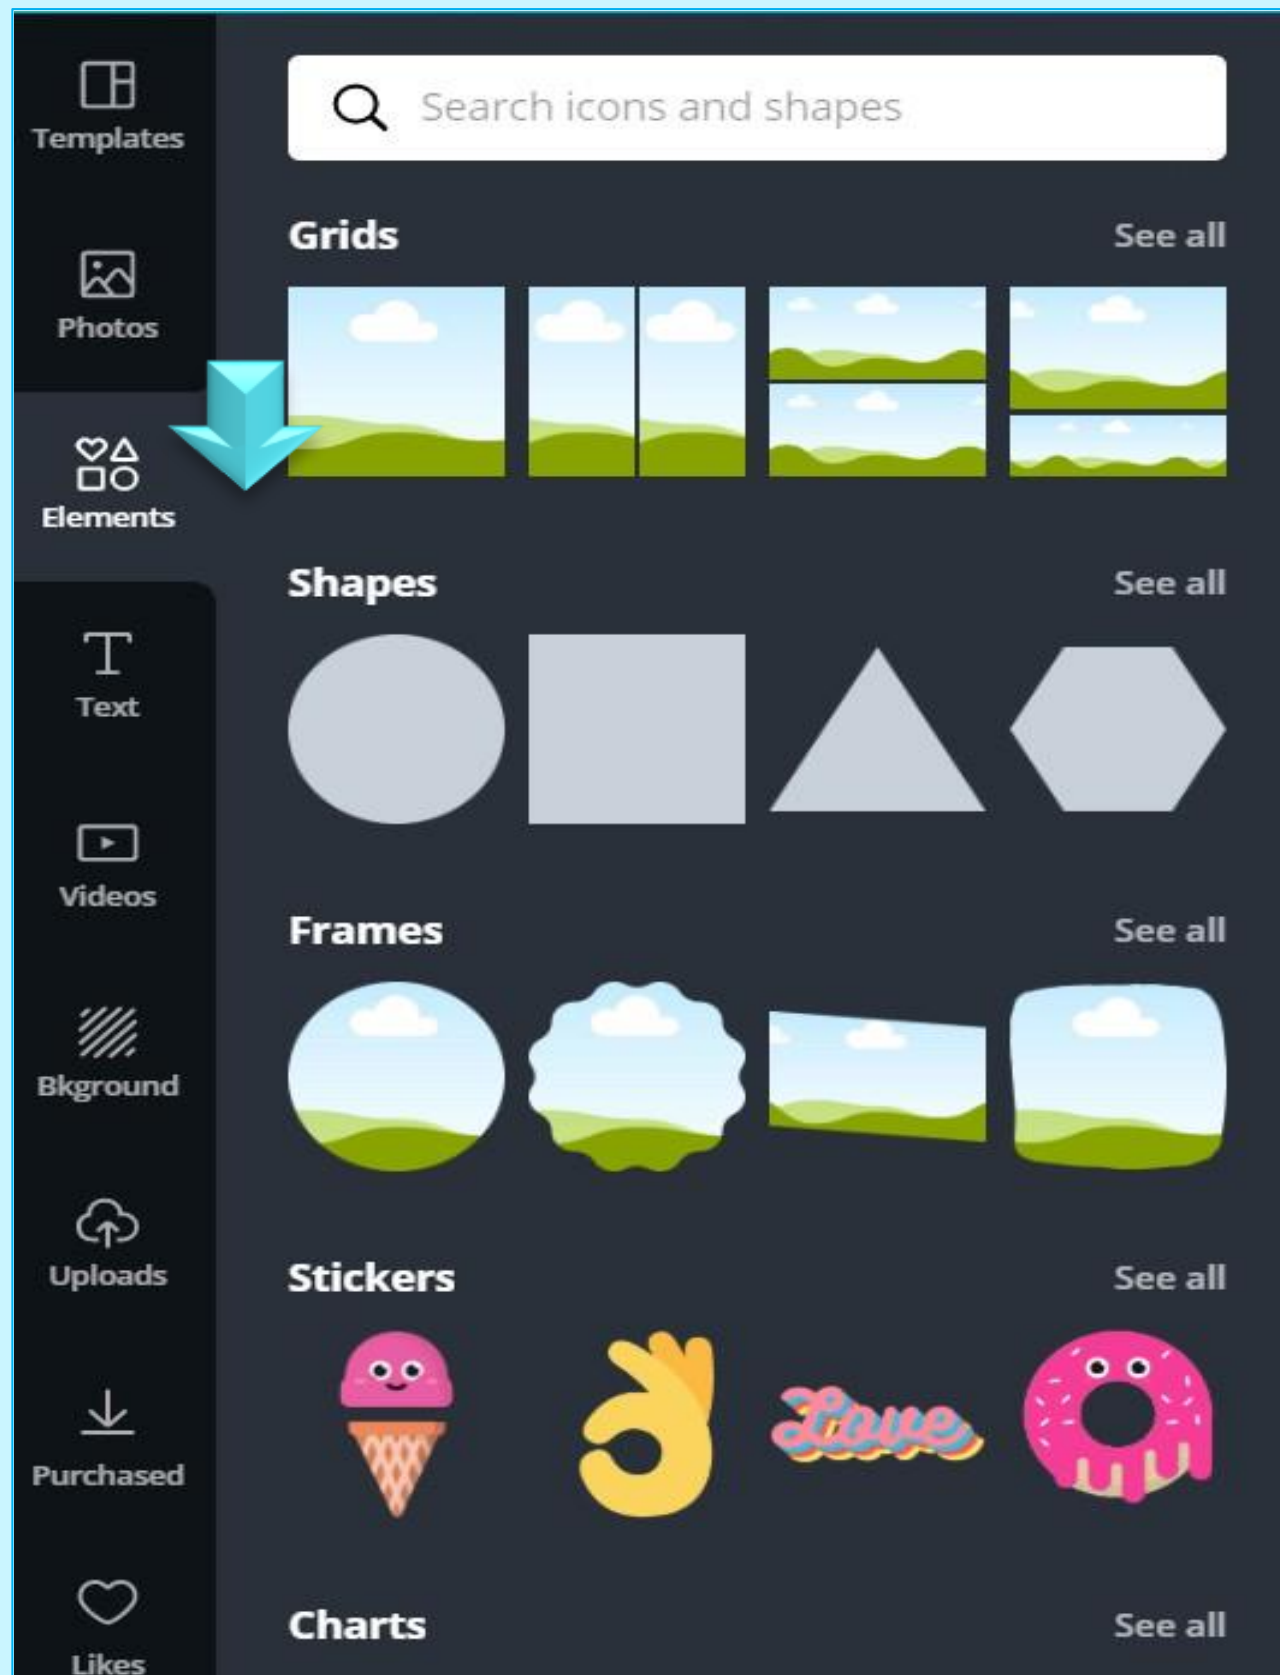 Templates
Photos
Elements
Text
Videos
Bkground
Uploads
Purchased
Likes
Search icons and shapes
Grids See all
Shapes See all
Frames See all
Stickers See all
Love
Charts See all